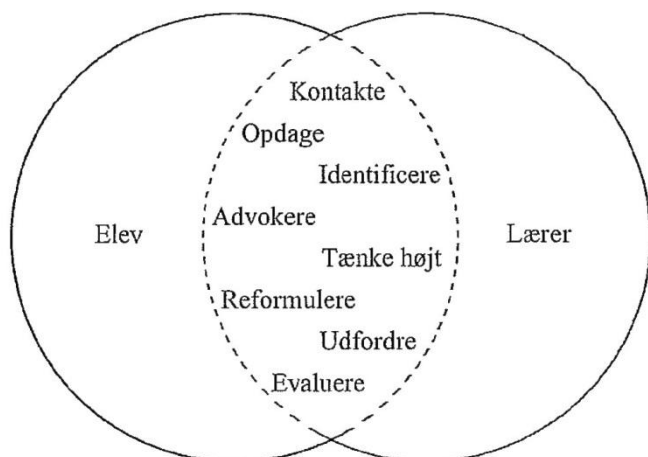 Kontakte
Opdage
Identificere
Advokere
Elev
Lærer
Tænke højt
Reformulere
Udfordre
Evaluere